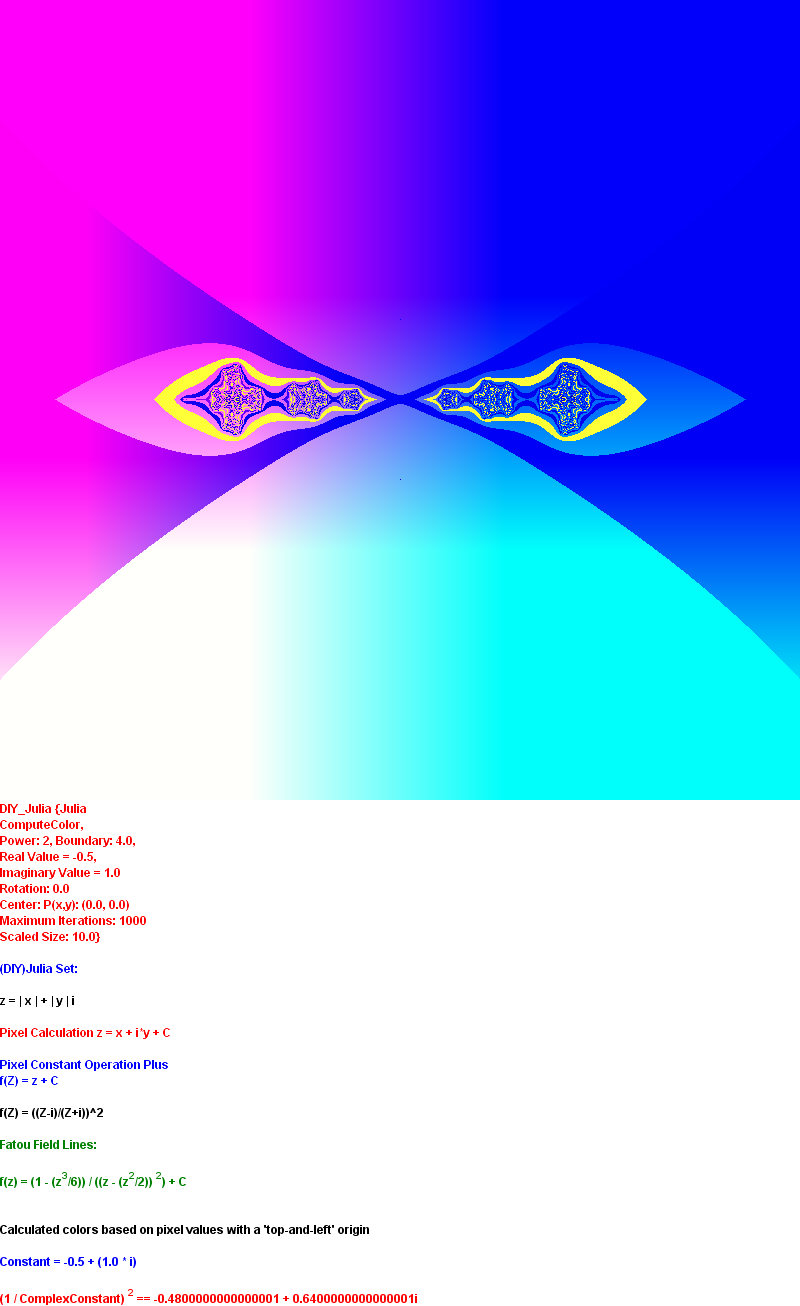 DIY_Julia {Julia
ComputeColor,
Power: 2, Boundary: 4.0,
Real Value = -0.5,
Imaginary Value = 1.0
Rotation: 0.0
Center: P(x,y): (0.0, 0.0)
Maximum Iterations: 1000
Scaled Size: 10.0}
(DIY)Julia Set:
z = | x | + | y | i
Pixel Calculation z = x + i*y + C
Pixel Constant Operation Plus
f(Z) = z + C
f(Z) = ((Z-i)/(Z+i))^2
Fatou Field Lines:
f(z) = (1 - (z³/6)) / ((z - (z²/2)) ²) + C
Calculated colors based on pixel values with a 'top-and-left' origin
Constant = -0.5 + (1.0 * i)
(1 / ComplexConstant) ² == -0.4800000000000001 + 0.6400000000000001i